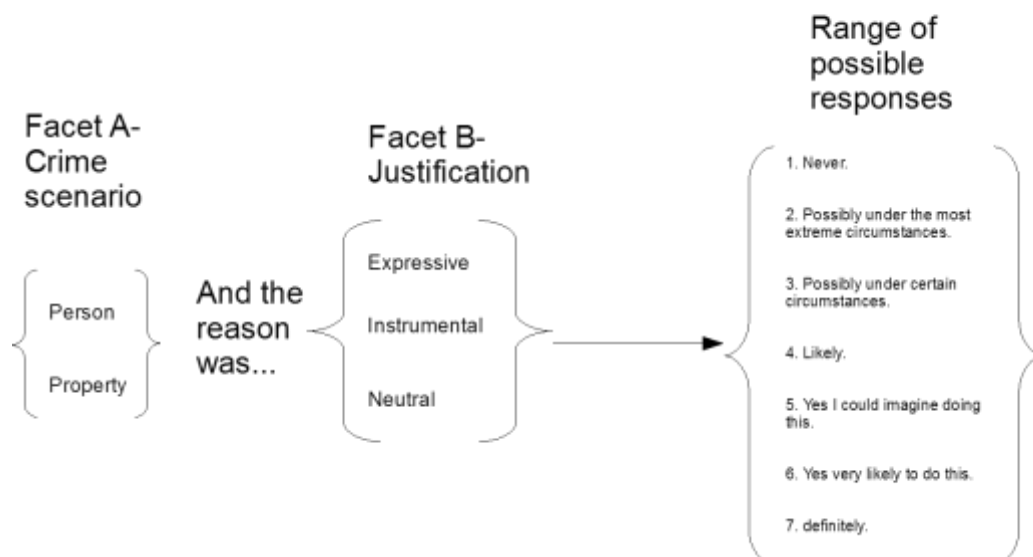 Facet A-
Crime
scenario
Person
Property
And the
reason
was...
Facet B-
Justification
Expressive
Instrumental
Neutral
Range of
possible
responses
1. Never.
2. Possibly under the most
extreme circumstances.
3. Possibly under certain
circumstances.
4. Likely.
5. Yes I could imagine doing
this.
6. Yes very likely to do this.
7. definitely.